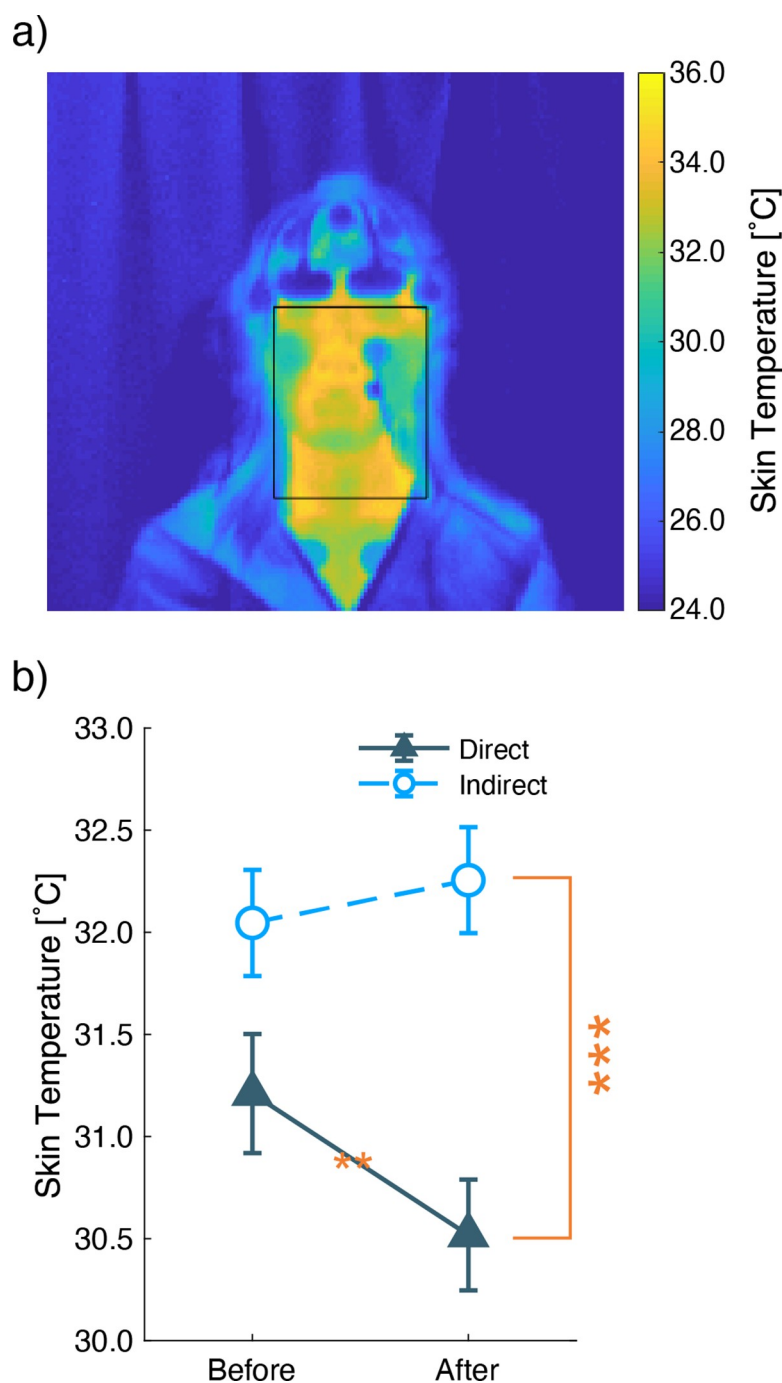 a)
36.0
34.0
32.0
30.0
28.0
26.0
24.0
Skin Temperature [˚C]
b)
33.0
32.5
32.0
31.5
31.0
30.5
30.0
Skin Temperature [˚C]
Direct
Indirect
**
***
Before
After